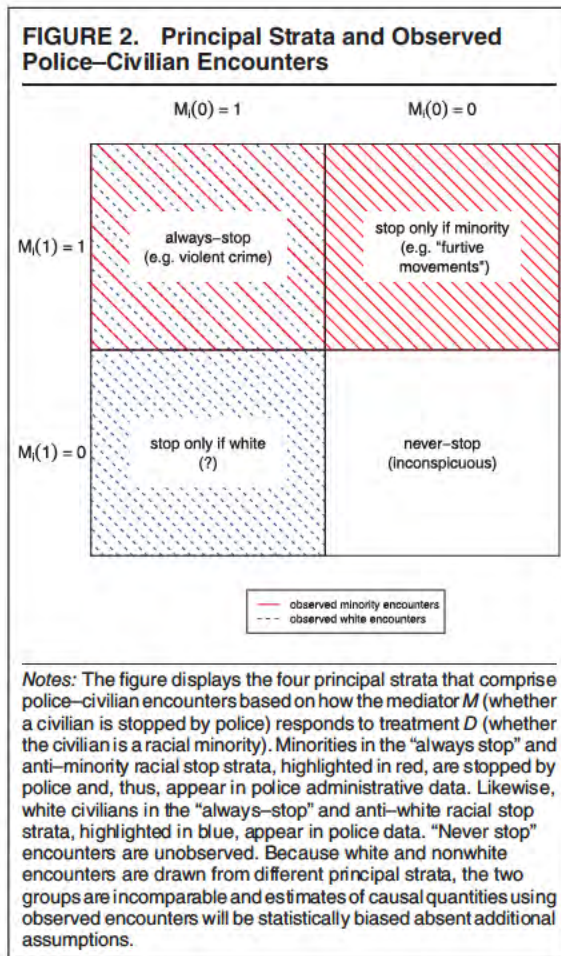 FIGURE 2. Principal Strata and Observed
Police–Civilian Encounters
Mi(0) = 1 Mi(0) = 0
Mi(1) = 1
always–stop
(e.g. violent crime)
stop only if minority
(e.g. "furtive
movements")
Mi(1) = 0
stop only if white
(?)
never–stop
(inconspicuous)
observed minority encounters
observed white encounters
Notes: The figure displays the four principal strata that comprise
police–civilian encounters based on how the mediator M (whether
a civilian is stopped by police) responds to treatment D (whether
the civilian is a racial minority). Minorities in the “always stop” and
anti–minority racial stop strata, highlighted in red, are stopped by
police and, thus, appear in police administrative data. Likewise,
white civilians in the “always–stop” and anti–white racial stop
strata, highlighted in blue, appear in police data. “Never stop”
encounters are unobserved. Because white and nonwhite
encounters are drawn from different principal strata, the two
groups are incomparable and estimates of causal quantities using
observed encounters will be statistically biased absent additional
assumptions.